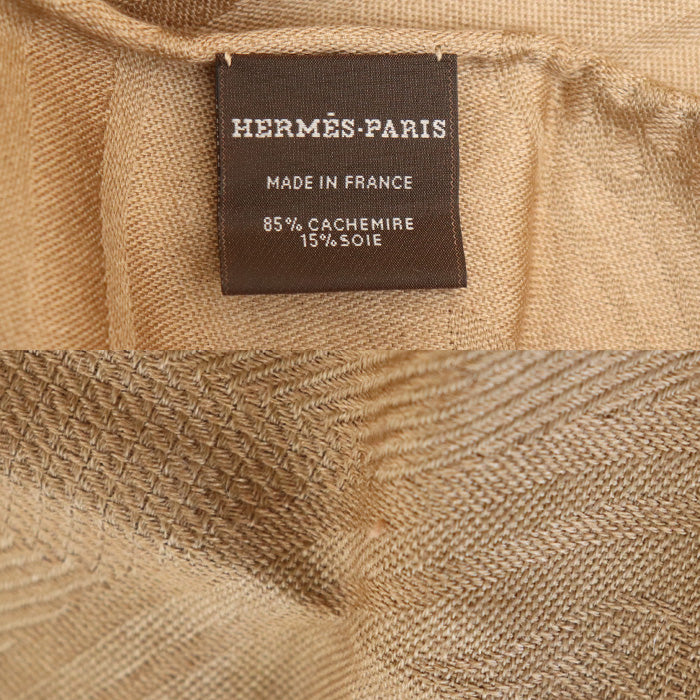 HERMÈS-PARIS
MADE IN FRANCE
85% CACHEMIRE
15% SOIE